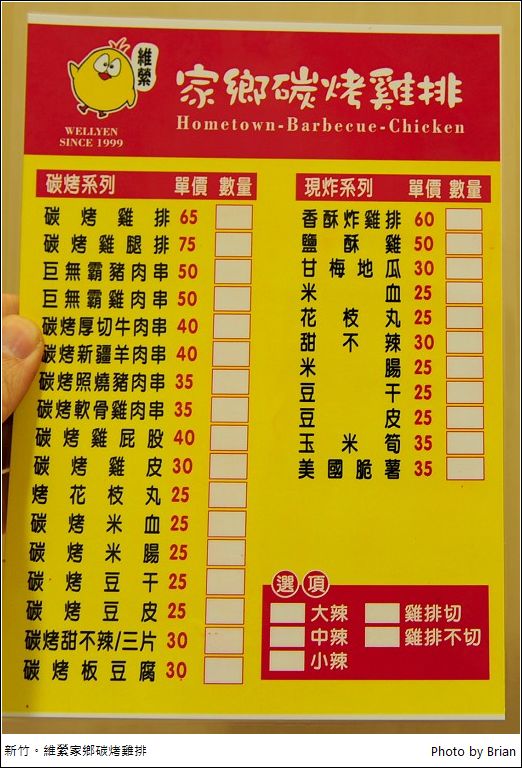 維縈
家鄉碳烤雞排
Hometown-Barbecue-Chicken
WELLYEN
SINCE 1999
碳烤系列 單價 數量
碳烤雞排 65
碳烤雞腿排 75
巨無霸豬肉串 50
巨無霸雞肉串 50
碳烤厚切牛肉串 40
碳烤新疆羊肉串 40
碳烤照燒豬肉串 35
碳烤軟骨雞肉串 35
碳烤雞屁股 40
碳烤雞皮 30
烤花枝丸 25
碳烤米血 25
碳烤米腸 25
碳烤豆干 25
碳烤豆皮 25
碳烤甜不辣/三片 30
碳烤板豆腐 30
現炸系列 單價 數量
香酥炸雞排 60
鹽酥雞 50
甘梅地瓜 30
米血 25
花枝丸 25
甜不辣 30
米腸 25
豆干 25
豆皮 25
玉米筍 35
美國脆薯 35
選項
大辣 雞排切
中辣 雞排不切
小辣
新竹。維縈家鄉碳烤雞排
Photo by Brian